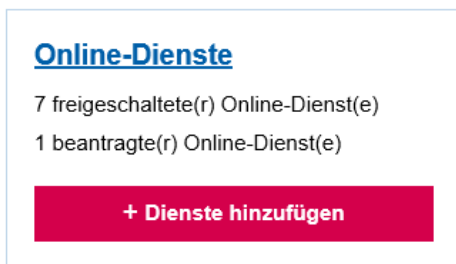 Online-Dienste
7 freigeschaltete(r) Online-Dienst(e)
1 beantragte(r) Online-Dienst(e)
+ Dienste hinzufügen